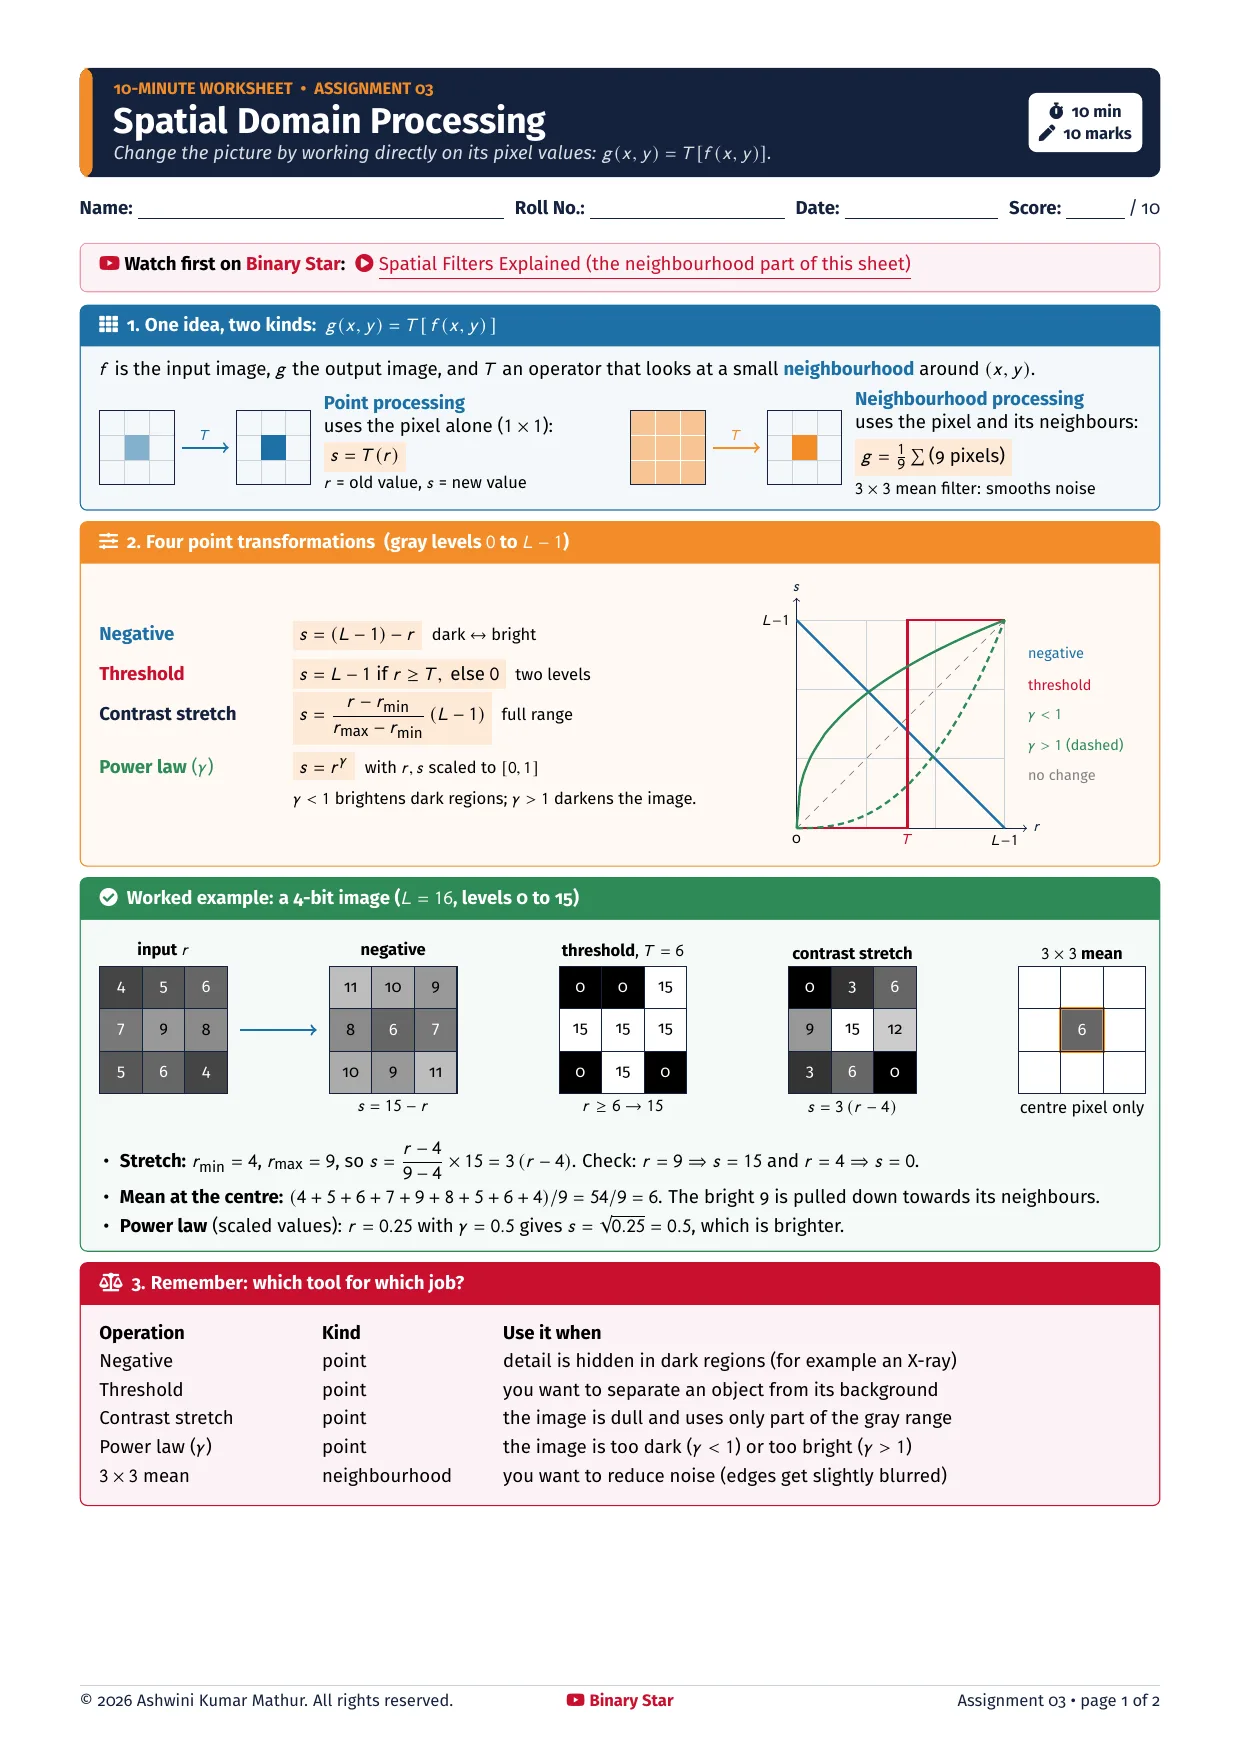 10-MINUTE WORKSHEET • ASSIGNMENT 03
Spatial Domain Processing
Change the picture by working directly on its pixel values: g(x, y) = T[f(x, y)].
10 min
10 marks
Name: Roll No.: Date: Score: / 10
Watch first on Binary Star: Spatial Filters Explained (the neighbourhood part of this sheet)
1. One idea, two kinds: g(x, y) = T[ f(x, y) ]
f is the input image, g the output image, and T an operator that looks at a small neighbourhood around (x, y).
T
Point processing
uses the pixel alone (1 × 1):
s = T(r)
r = old value, s = new value
T
Neighbourhood processing
uses the pixel and its neighbours:
g = 1/9 ∑ (9 pixels)
3 × 3 mean filter: smooths noise
2. Four point transformations (gray levels 0 to L − 1)
Negative s = (L − 1) − r dark ↔ bright
Threshold s = L − 1 if r ≥ T, else 0 two levels
Contrast stretch s = (r − rmin)/(rmax − rmin) (L − 1) full range
Power law (γ) s = r^γ with r, s scaled to [0, 1]
γ < 1 brightens dark regions; γ > 1 darkens the image.
s
L−1
0
T
L−1
r
negative
threshold
γ < 1
γ > 1 (dashed)
no change
Worked example: a 4-bit image (L = 16, levels 0 to 15)
input r
4 5 6
7 9 8
5 6 4
negative
11 10 9
8 6 7
10 9 11
s = 15 − r
threshold, T = 6
0 0 15
15 15 15
0 15 0
r ≥ 6 → 15
contrast stretch
0 3 6
9 15 12
3 6 0
s = 3 (r − 4)
3 × 3 mean
6
centre pixel only
• Stretch: rmin = 4, rmax = 9, so s = (r − 4)/(9 − 4) × 15 = 3 (r − 4). Check: r = 9 ⇒ s = 15 and r = 4 ⇒ s = 0.
• Mean at the centre: (4 + 5 + 6 + 7 + 9 + 8 + 5 + 6 + 4)/9 = 54/9 = 6. The bright 9 is pulled down towards its neighbours.
• Power law (scaled values): r = 0.25 with γ = 0.5 gives s = √0.25 = 0.5, which is brighter.
3. Remember: which tool for which job?
Operation Kind Use it when
Negative point detail is hidden in dark regions (for example an X-ray)
Threshold point you want to separate an object from its background
Contrast stretch point the image is dull and uses only part of the gray range
Power law (γ) point the image is too dark (γ < 1) or too bright (γ > 1)
3 × 3 mean neighbourhood you want to reduce noise (edges get slightly blurred)
© 2026 Ashwini Kumar Mathur. All rights reserved. Binary Star Assignment 03 • page 1 of 2